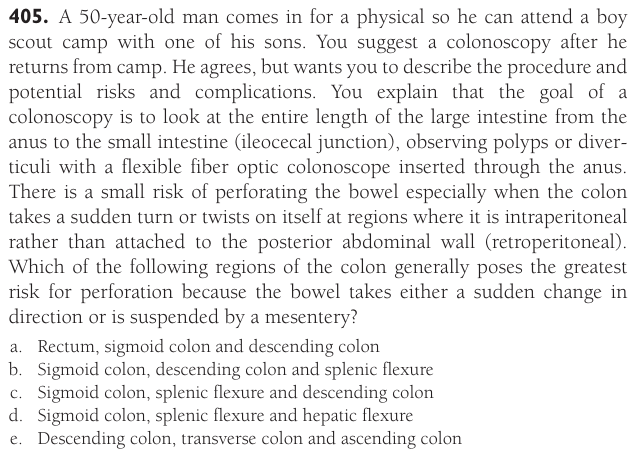 405. A 50-year-old man comes in for a physical so he can attend a boy
scout camp with one of his sons. You suggest a colonoscopy after he
returns from camp. He agrees, but wants you to describe the procedure and
potential risks and complications. You explain that the goal of a
colonoscopy is to look at the entire length of the large intestine from the
anus to the small intestine (ileocecal junction), observing polyps or diver-
ticuli with a flexible fiber optic colonoscope inserted through the anus.
There is a small risk of perforating the bowel especially when the colon
takes a sudden turn or twists on itself at regions where it is intraperitoneal
rather than attached to the posterior abdominal wall (retroperitoneal).
Which of the following regions of the colon generally poses the greatest
risk for perforation because the bowel takes either a sudden change in
direction or is suspended by a mesentery?
a. Rectum, sigmoid colon and descending colon
b. Sigmoid colon, descending colon and splenic flexure
c. Sigmoid colon, splenic flexure and descending colon
d. Sigmoid colon, splenic flexure and hepatic flexure
e. Descending colon, transverse colon and ascending colon